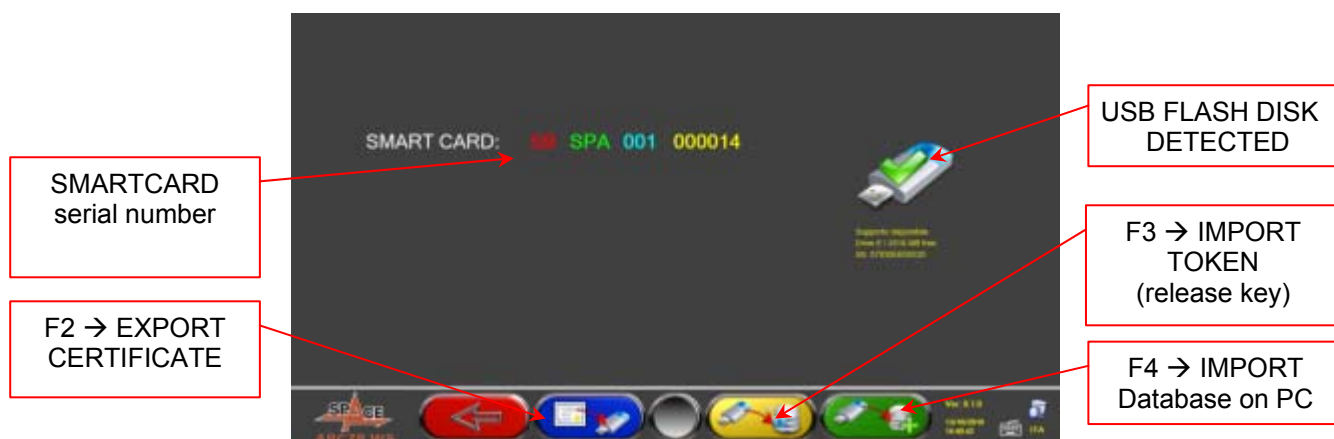 SMART CARD: SPA 001 000014
USB FLASH DISK
DETECTED
SMARTCARD
serial number
F3 → IMPORT
TOKEN
(release key)
F2 → EXPORT
CERTIFICATE
F4 → IMPORT
Database on PC
SPACE
ITA